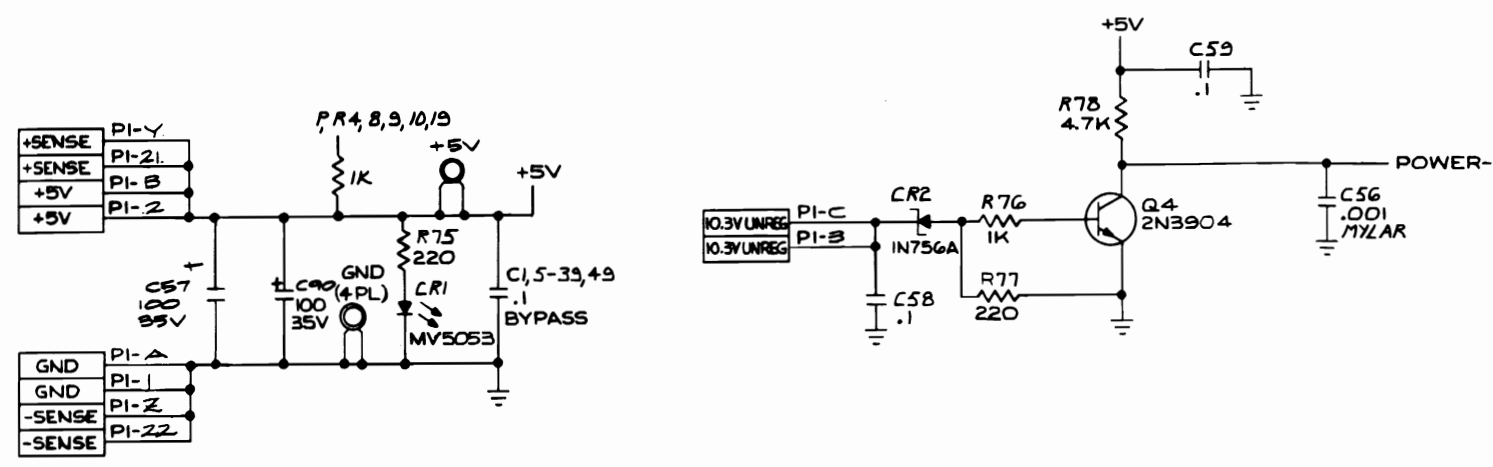 +SENSE P1-Y
+SENSE P1-21
+5V P1-B
+5V P1-2
P, R4, 8, 9, 10, 19
1K
+5V
+5V
+
C57
100
35V
+
C90
100
35V
GND
(4PL)
R75
220
CR1
MV5053
C1,5-39,49
.1
BYPASS
GND P1-A
GND P1-1
-SENSE P1-Z
-SENSE P1-22
+5V
C59
.1
R78
4.7K
POWER-
10.3V UNREG P1-C
10.3V UNREG P1-3
CR2
1N756A
R76
1K
Q4
2N3904
C56
.001
MYLAR
C58
.1
R77
220